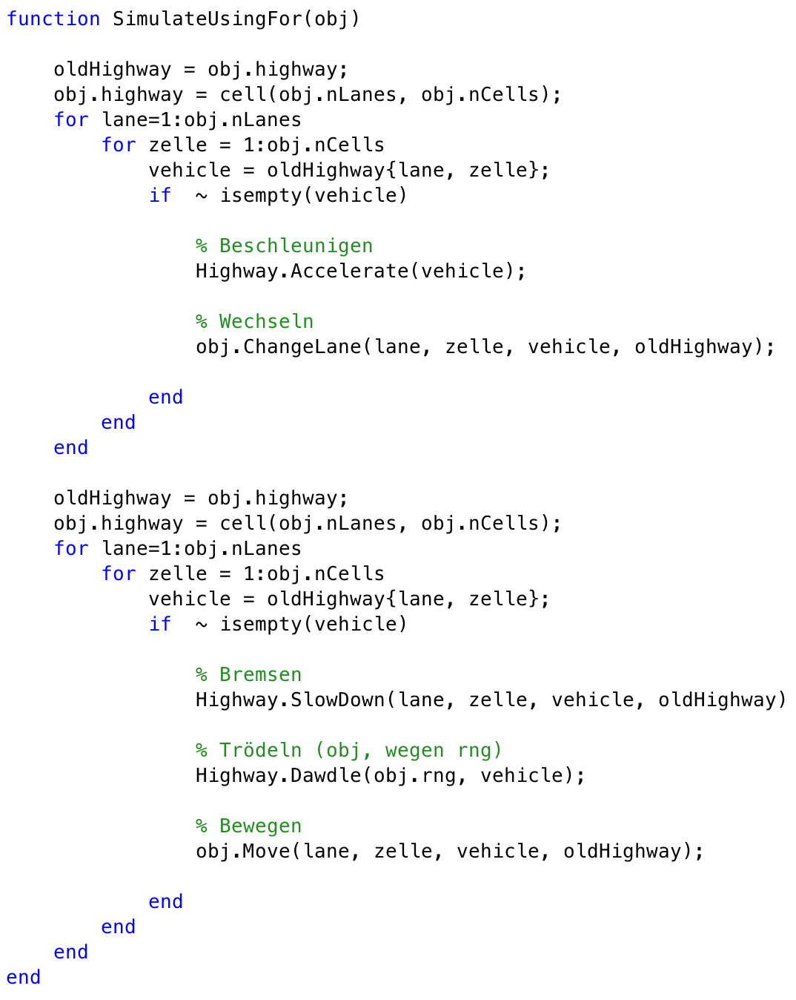 function SimulateUsingFor(obj)
oldHighway = obj.highway;
obj.highway = cell(obj.nLanes, obj.nCells);
for lane=1:obj.nLanes
for zelle = 1:obj.nCells
vehicle = oldHighway{lane, zelle};
if  ~ isempty(vehicle)
% Beschleunigen
Highway.Accelerate(vehicle);
% Wechseln
obj.ChangeLane(lane, zelle, vehicle, oldHighway);
end
end
end
oldHighway = obj.highway;
obj.highway = cell(obj.nLanes, obj.nCells);
for lane=1:obj.nLanes
for zelle = 1:obj.nCells
vehicle = oldHighway{lane, zelle};
if  ~ isempty(vehicle)
% Bremsen
Highway.SlowDown(lane, zelle, vehicle, oldHighway)
% Trödeln (obj, wegen rng)
Highway.Dawdle(obj.rng, vehicle);
% Bewegen
obj.Move(lane, zelle, vehicle, oldHighway);
end
end
end
end